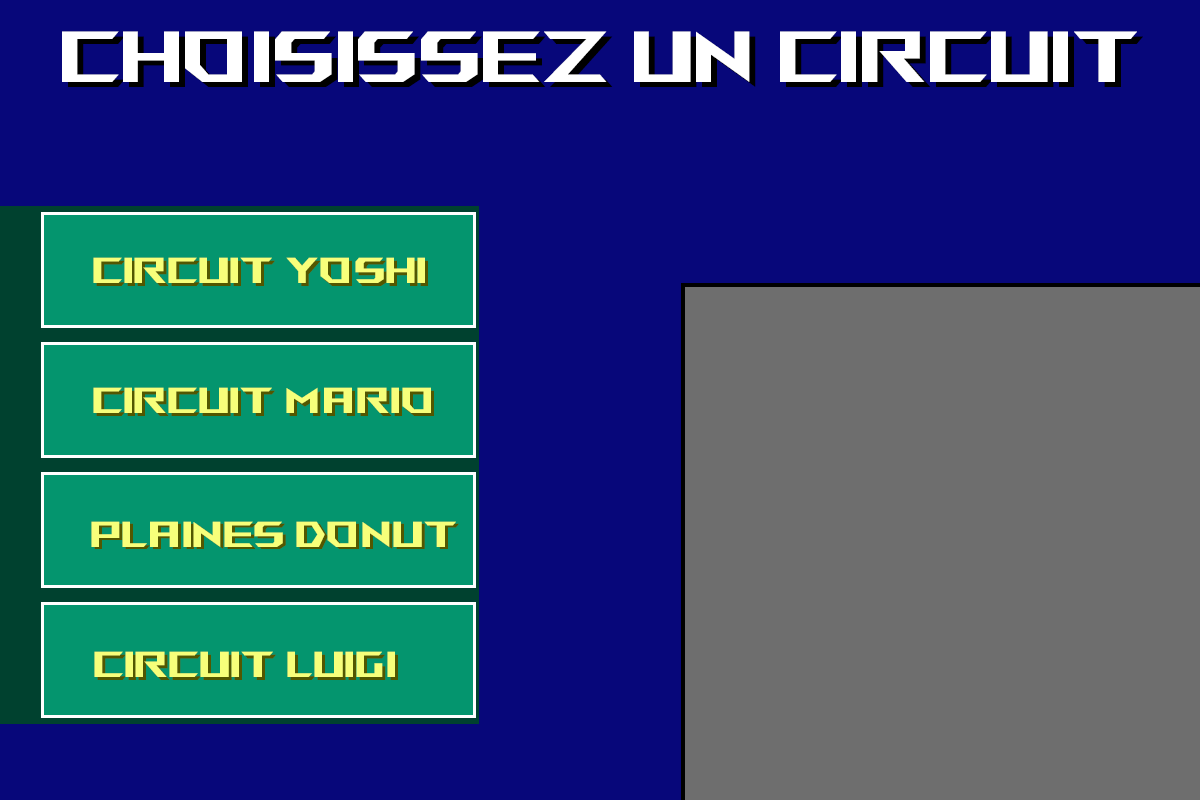 CHOISISSEZ UN CIRCUIT
CIRCUIT YOSHI
CIRCUIT MARIO
PLAINES DONUT
CIRCUIT LUIGI